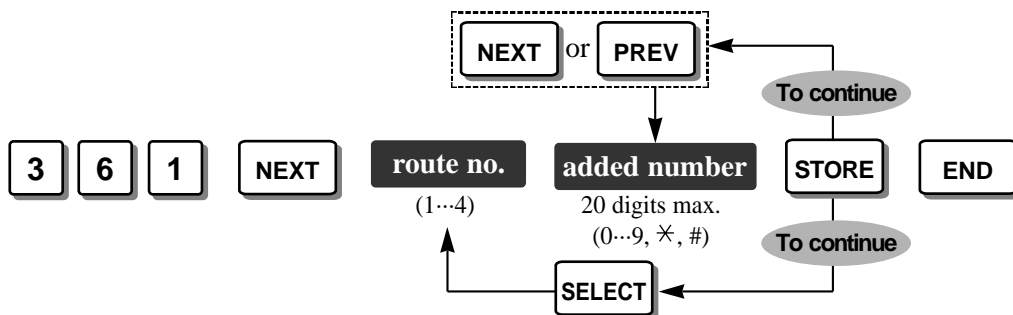 NEXT or PREV
To continue
3 6 1 NEXT route no. added number STORE END
(1···4) 20 digits max.
(0···9, ✳, #)
To continue
SELECT